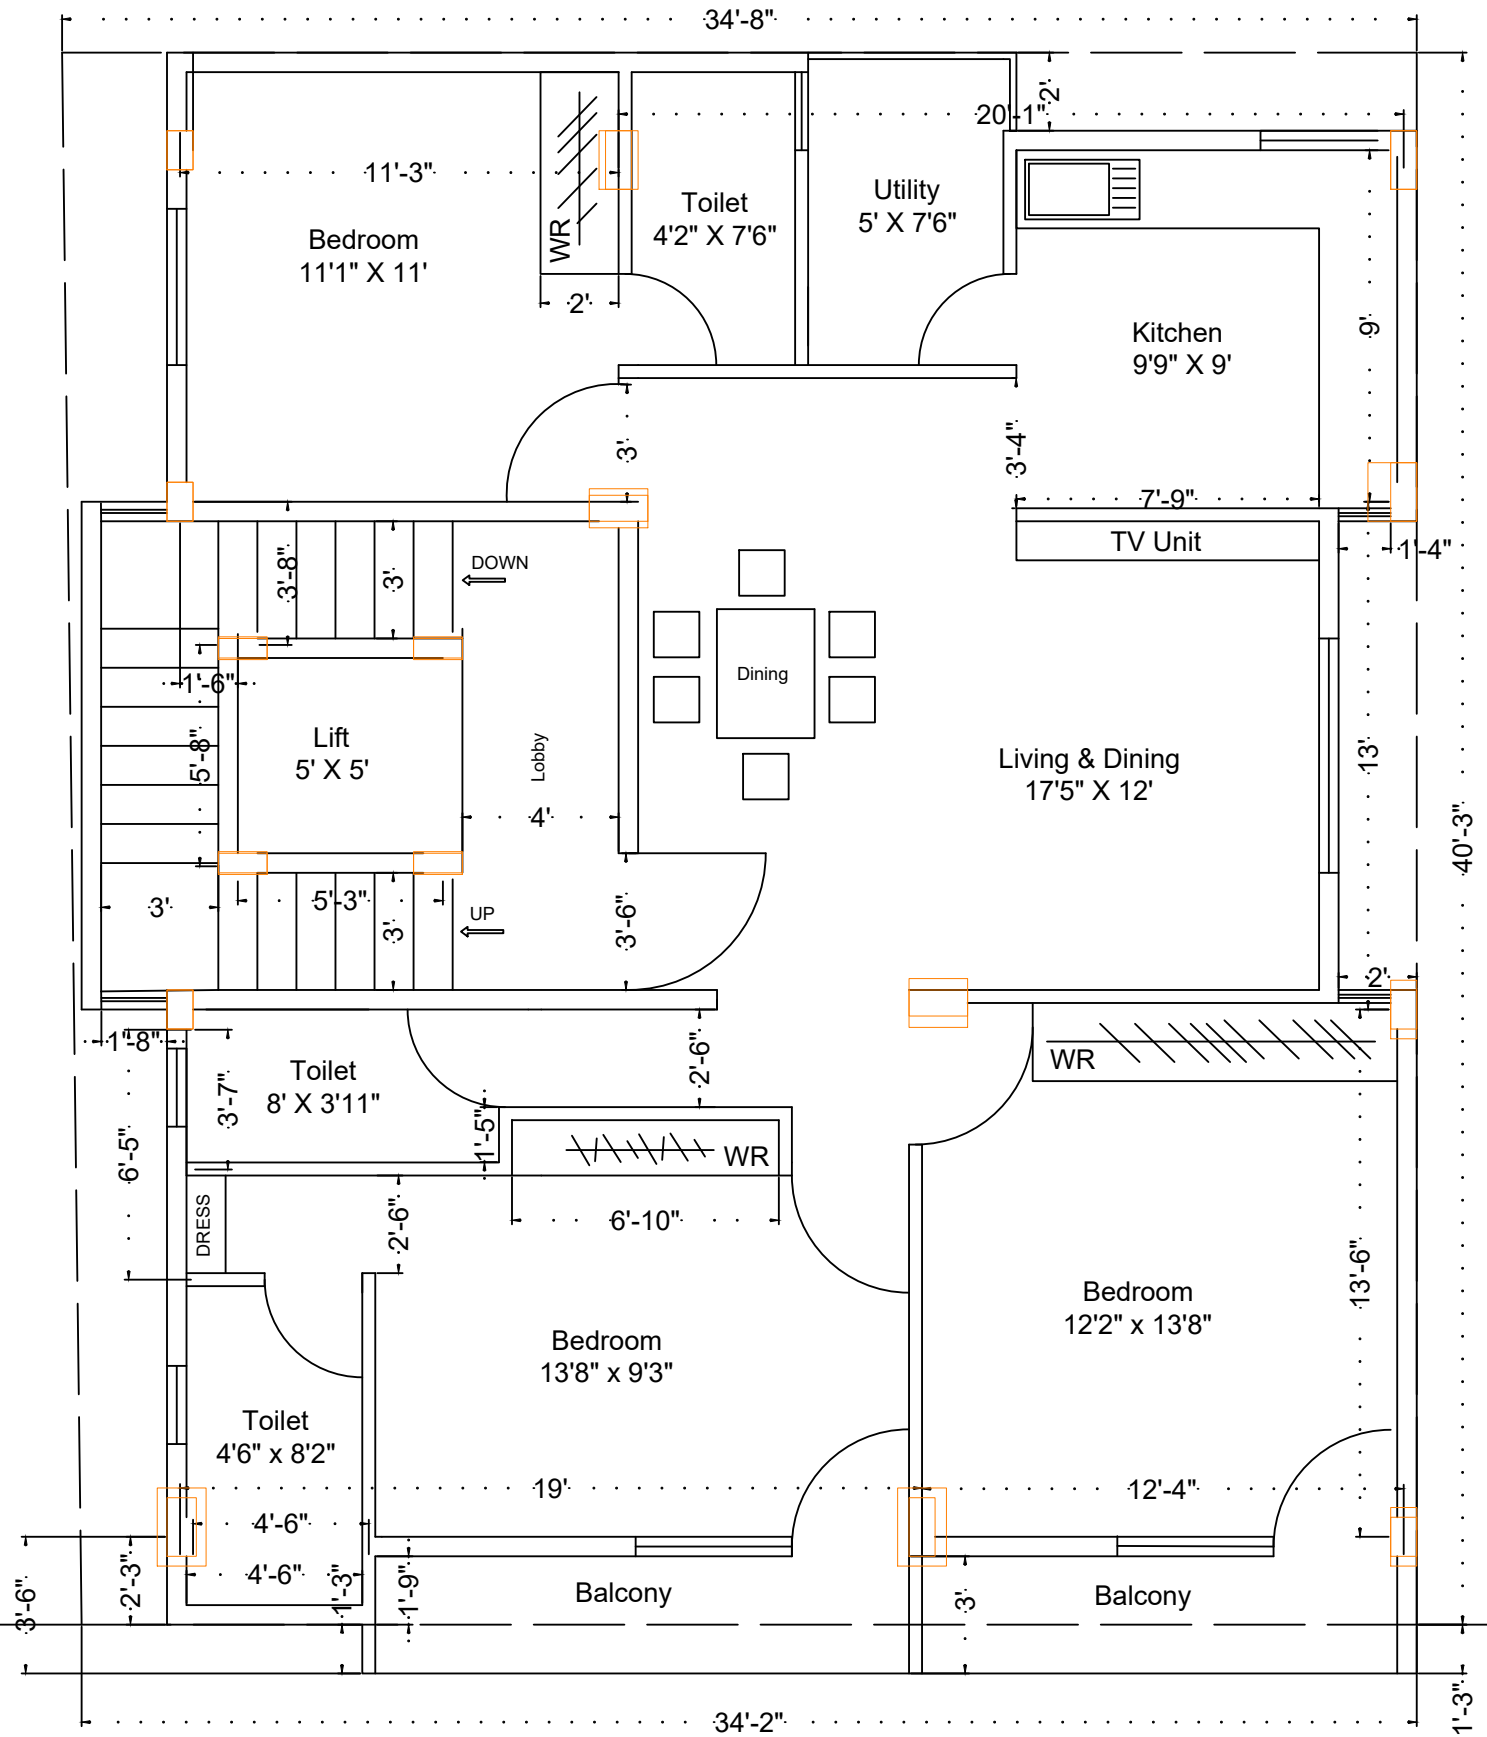 34'-8"
2'
20'-1"
11'-3"
Bedroom
11'1" X 11'
WR
2'
Toilet
4'2" X 7'6"
Utility
5' X 7'6"
Kitchen
9'9" X 9'
9'
3'
3'-4"
7'-9"
TV Unit
1'-4"
DOWN
3'-8"
3'
1'-6"
5'-8"
Lift
5' X 5'
Lobby
4'
Dining
Living & Dining
17'5" X 12'
13'
40'-3"
3'
5'-3"
3'
UP
3'-6"
2'
1'-8"
Toilet
8' X 3'11"
3'-7"
6'-5"
2'-6"
1'-5"
WR
WR
6'-10"
DRESS
2'-6"
Bedroom
13'8" x 9'3"
Bedroom
12'2" x 13'8"
13'-6"
Toilet
4'6" x 8'2"
19'
12'-4"
4'-6"
4'-6"
2'-3"
3'-6"
1'-3"
1'-9"
Balcony
3'
Balcony
1'-3"
34'-2"